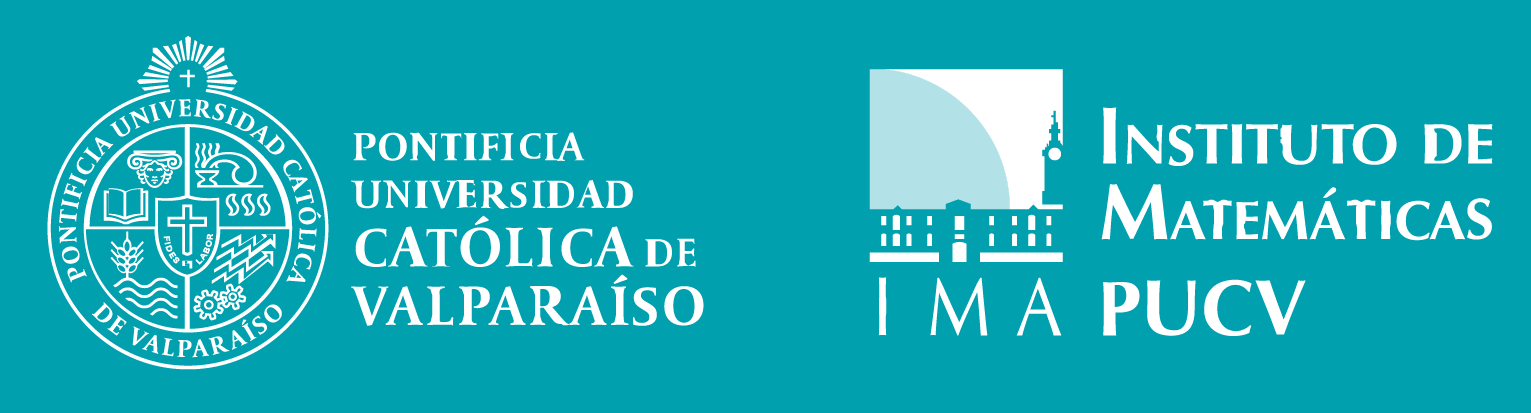 PONTIFICIA UNIVERSIDAD CATÓLICA
DE VALPARAÍSO
FIDES ET LABOR
PONTIFICIA
UNIVERSIDAD
CATÓLICA DE
VALPARAÍSO
IMA
INSTITUTO DE
MATEMÁTICAS
PUCV